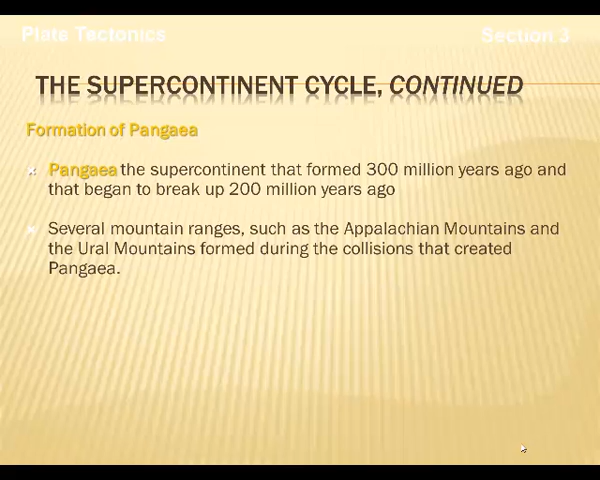 Plate Tectonics
Section 3
THE SUPERCONTINENT CYCLE, CONTINUED
Formation of Pangaea
Pangaea the supercontinent that formed 300 million years ago and
that began to break up 200 million years ago
Several mountain ranges, such as the Appalachian Mountains and
the Ural Mountains formed during the collisions that created
Pangaea.